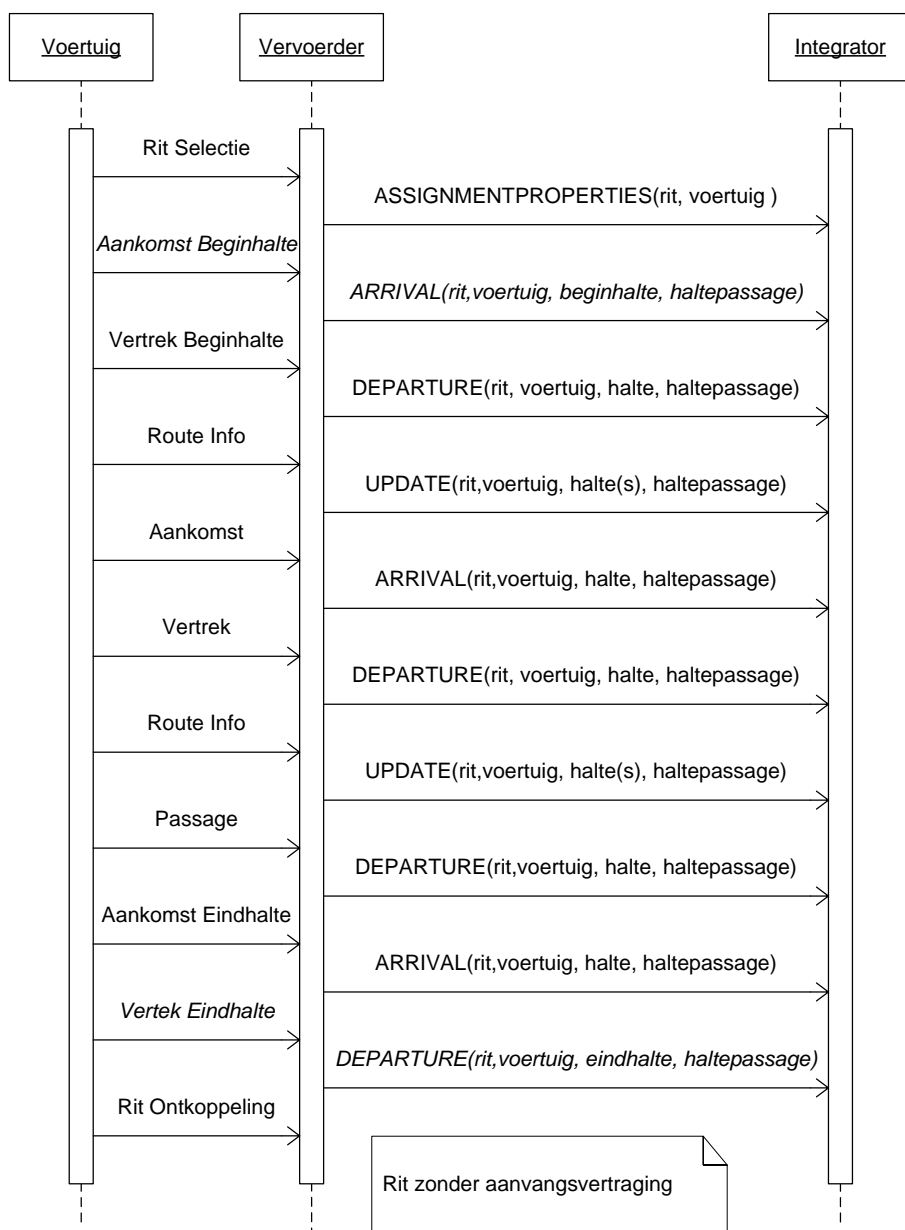 Voertuig
Vervoerder
Integrator
Rit Selectie
ASSIGNMENTPROPERTIES(rit, voertuig )
Aankomst Beginhalte
ARRIVAL(rit,voertuig, beginhalte, haltepassage)
Vertrek Beginhalte
DEPARTURE(rit, voertuig, halte, haltepassage)
Route Info
UPDATE(rit,voertuig, halte(s), haltepassage)
Aankomst
ARRIVAL(rit,voertuig, halte, haltepassage)
Vertrek
DEPARTURE(rit, voertuig, halte, haltepassage)
Route Info
UPDATE(rit,voertuig, halte(s), haltepassage)
Passage
DEPARTURE(rit,voertuig, halte, haltepassage)
Aankomst Eindhalte
ARRIVAL(rit,voertuig, halte, haltepassage)
Vertek Eindhalte
DEPARTURE(rit,voertuig, eindhalte, haltepassage)
Rit Ontkoppeling
Rit zonder aanvangsvertraging